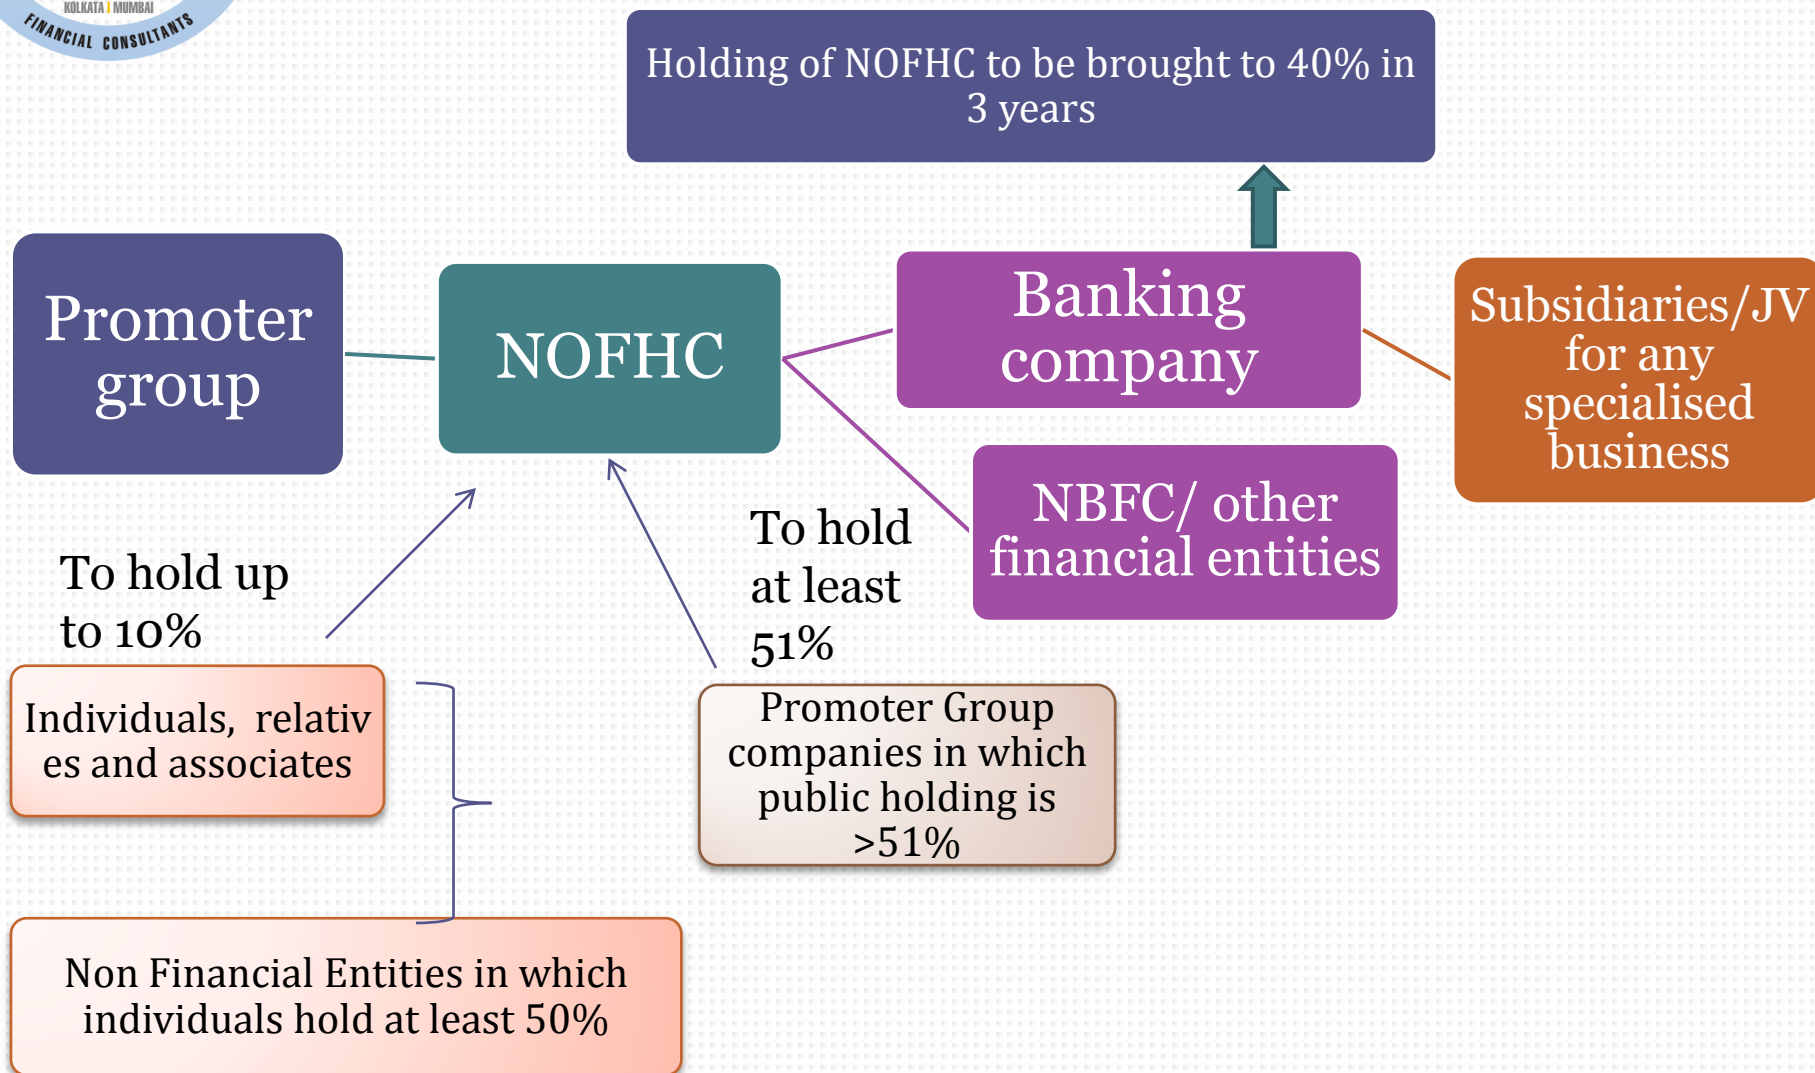 KOLKATA | MUMBAI
FINANCIAL CONSULTANTS
Holding of NOFHC to be brought to 40% in
3 years
Promoter
group
NOFHC
Banking
company
Subsidiaries/JV
for any
specialised
business
NBFC/ other
financial entities
To hold up
to 10%
To hold
at least
51%
Individuals, relativ
es and associates
Promoter Group
companies in which
public holding is
>51%
Non Financial Entities in which
individuals hold at least 50%